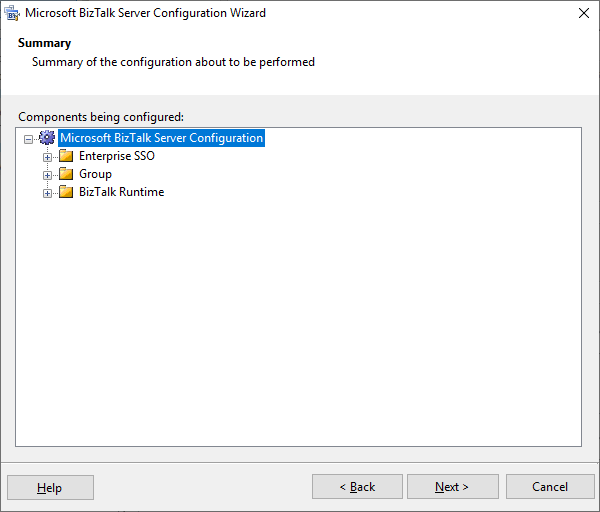 Microsoft BizTalk Server Configuration Wizard
Summary
Summary of the configuration about to be performed
Components being configured:
Microsoft BizTalk Server Configuration
Enterprise SSO
Group
BizTalk Runtime
Help
< Back
Next >
Cancel